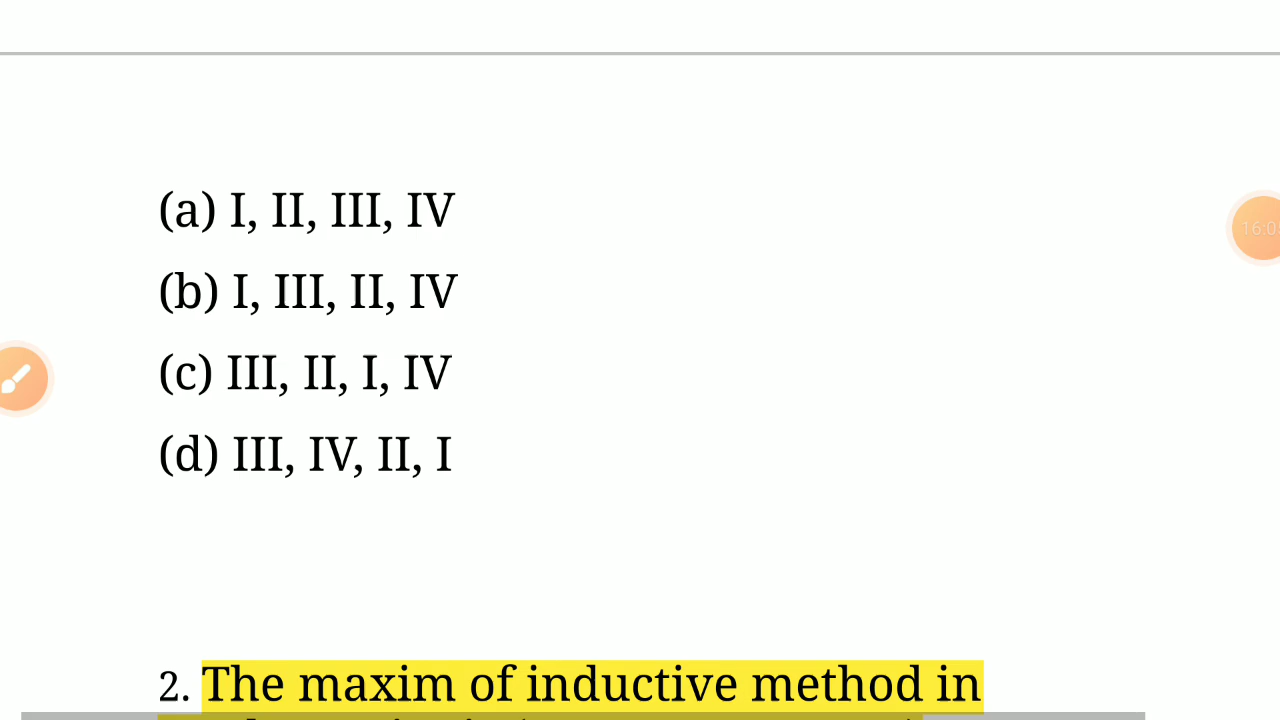 (a) I, II, III, IV
(b) I, III, II, IV
(c) III, II, I, IV
(d) III, IV, II, I
2. The maxim of inductive method in